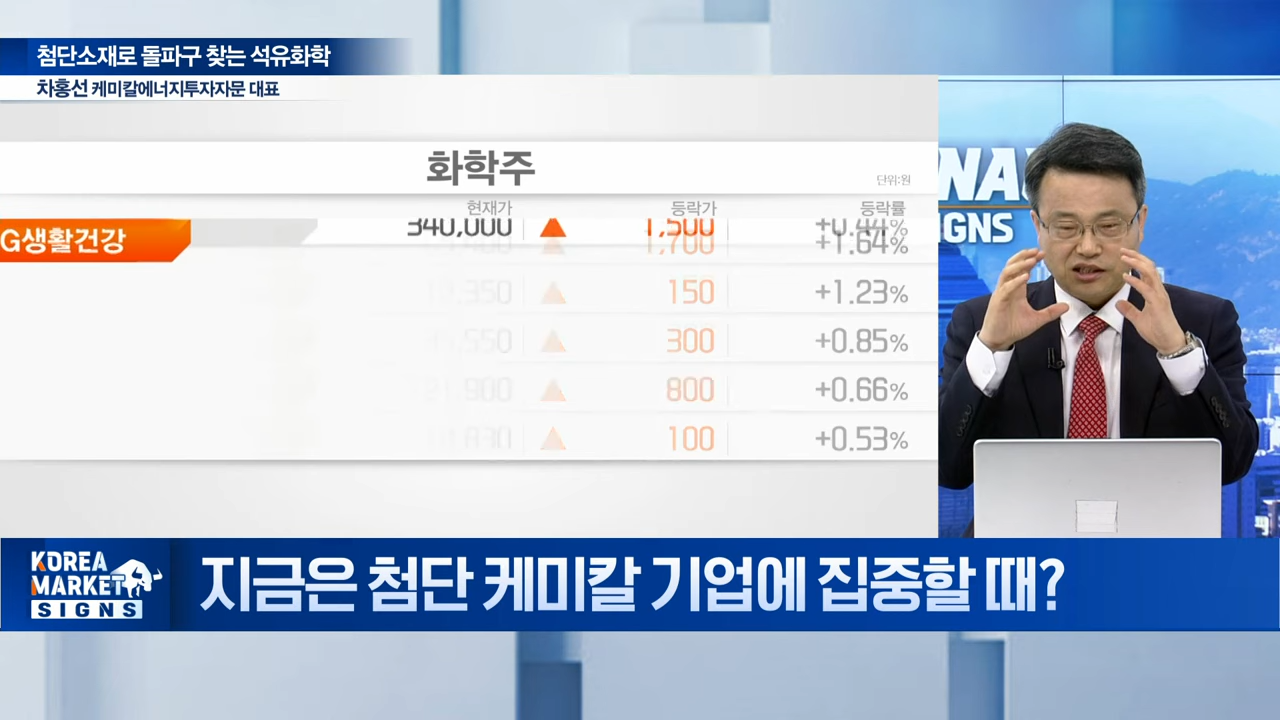 첨단소재로 돌파구 찾는 석유화학
차홍선 케미칼에너지투자자문 대표
화학주
단위:원
현재가 등락가 등락률
G생활건강 340,000 ▲ 1,500
1,700 +1.64%
▲ 150 +1.23%
▲ 300 +0.85%
▲ 800 +0.66%
▲ 100 +0.53%
NA
IGNS
KOREA
MARKET
SIGNS
지금은 첨단 케미칼 기업에 집중할 때?